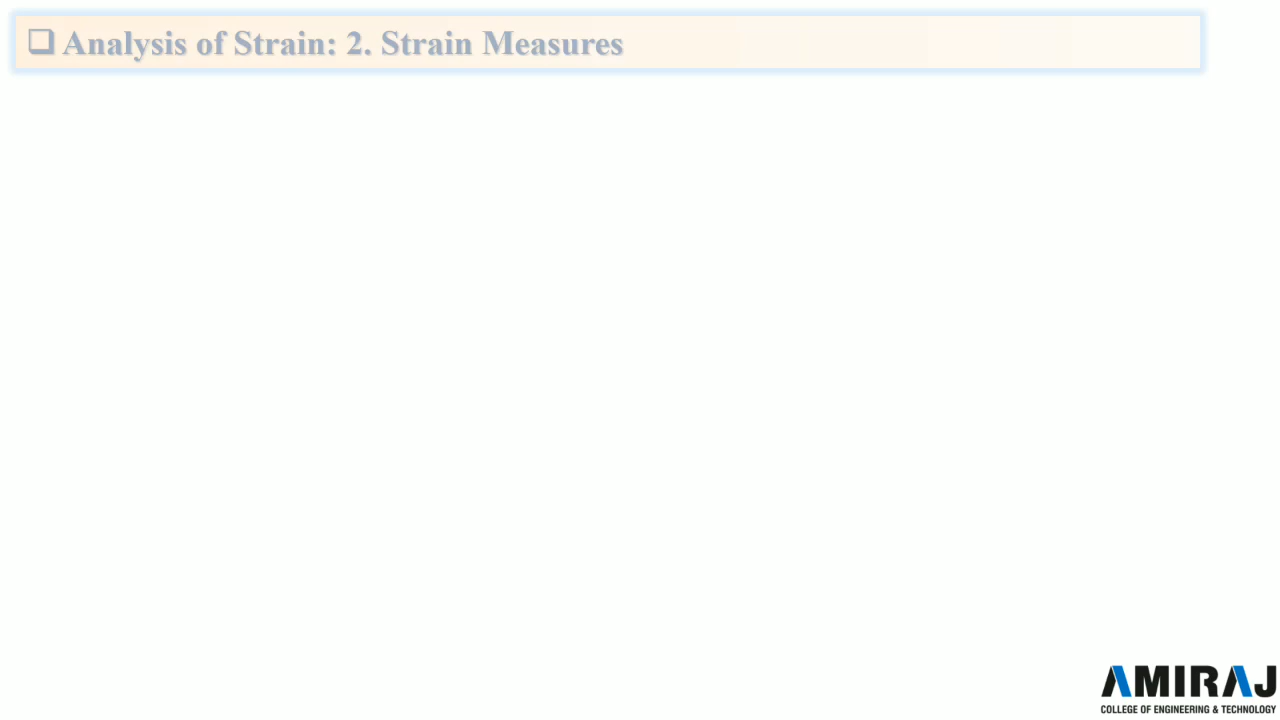 ❑ Analysis of Strain: 2. Strain Measures
AMIRAJ
COLLEGE OF ENGINEERING & TECHNOLOGY